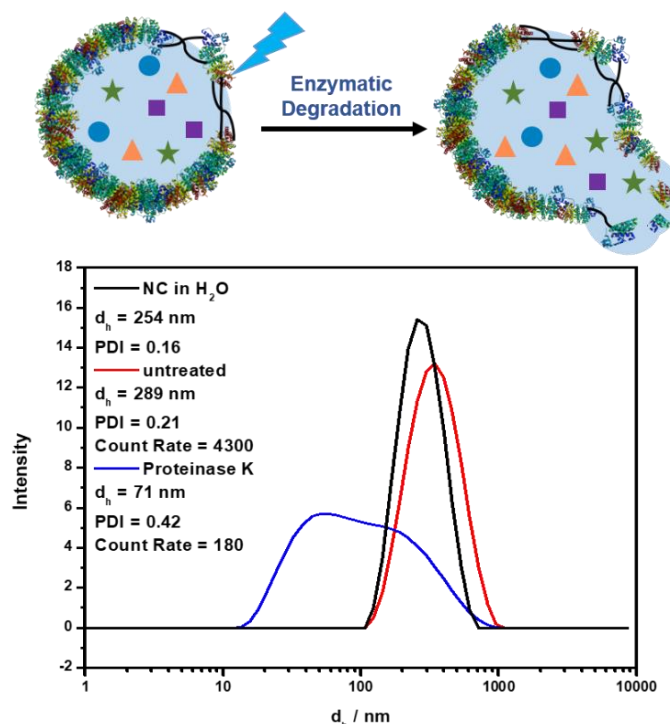 Enzymatic
Degradation
18
16
14
12
10
8
6
4
2
0
-2
Intensity
NC in H₂O
dₕ = 254 nm
PDI = 0.16
untreated
dₕ = 289 nm
PDI = 0.21
Count Rate = 4300
Proteinase K
dₕ = 71 nm
PDI = 0.42
Count Rate = 180
1
10
100
1000
10000
dₕ / nm